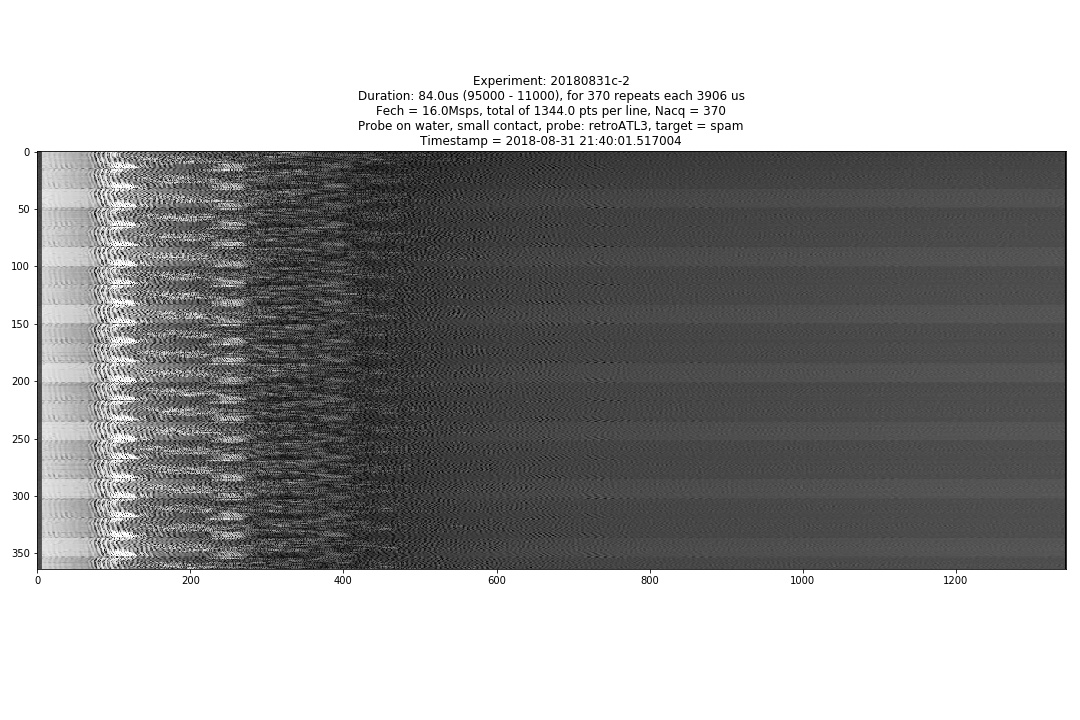 Experiment: 20180831c-2
Duration: 84.0us (95000 - 11000), for 370 repeats each 3906 us
Fech = 16.0Msps, total of 1344.0 pts per line, Nacq = 370
Probe on water, small contact, probe: retroATL3, target = spam
Timestamp = 2018-08-31 21:40:01.517004
0
50
100
150
200
250
300
350
0 200 400 600 800 1000 1200